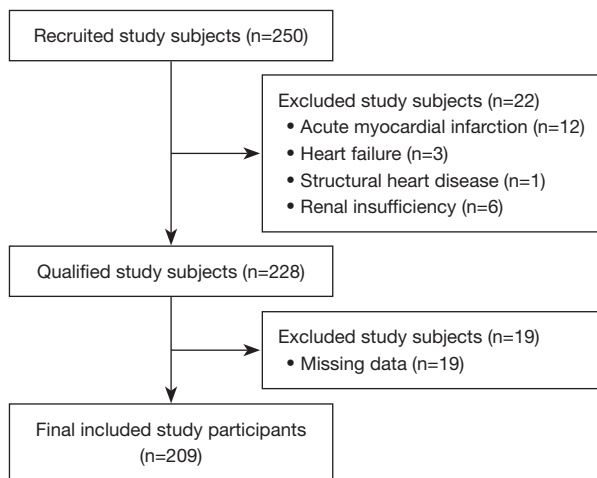 Recruited study subjects (n=250)
Excluded study subjects (n=22)
• Acute myocardial infarction (n=12)
• Heart failure (n=3)
• Structural heart disease (n=1)
• Renal insufficiency (n=6)
Qualified study subjects (n=228)
Excluded study subjects (n=19)
• Missing data (n=19)
Final included study participants
(n=209)